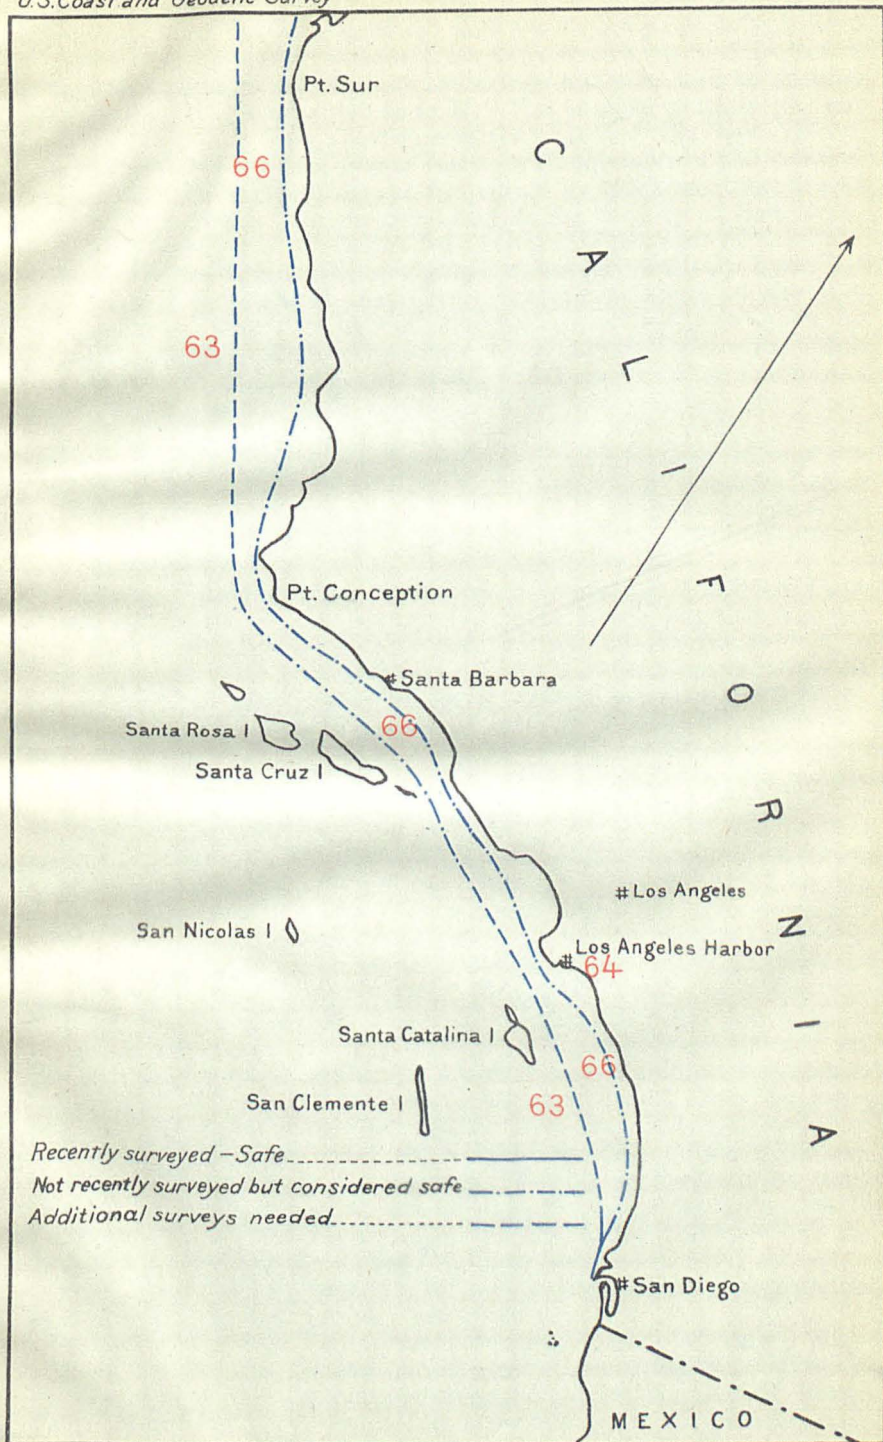 U.S. Coast and Geodetic Survey
Pt. Sur
66
CALIFORNIA
63
Pt. Conception
#Santa Barbara
Santa Rosa I
66
Santa Cruz I
#Los Angeles
San Nicolas I
Los Angeles Harbor
#
64
Santa Catalina I
66
San Clemente I
63
Recently surveyed – Safe
Not recently surveyed but considered safe
Additional surveys needed
#San Diego
MEXICO